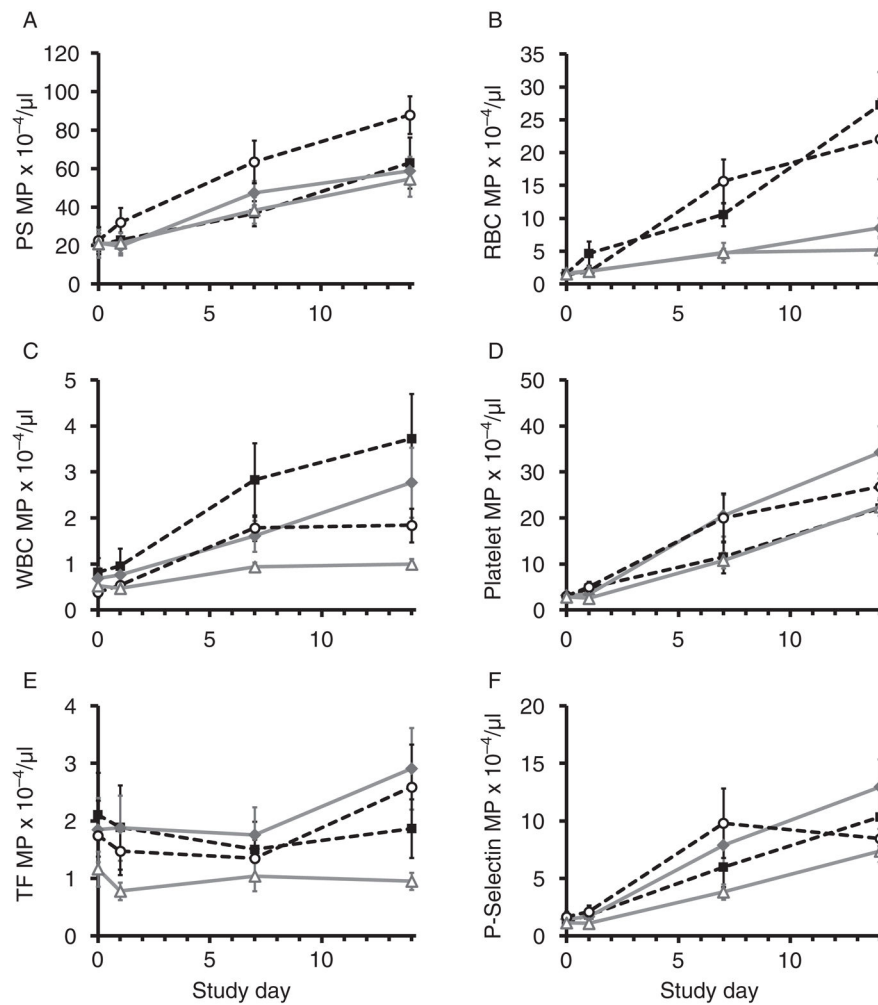 A
120
100
80
60
40
20
0
PS MP x 10⁻⁴/µl
0 5 10
B
35
30
25
20
15
10
5
0
RBC MP x 10⁻⁴/µl
0 5 10
C
5
4
3
2
1
0
WBC MP x 10⁻⁴/µl
0 5 10
D
50
40
30
20
10
0
Platelet MP x 10⁻⁴/µl
0 5 10
E
4
3
2
1
0
TF MP x 10⁻⁴/µl
0 5 10
Study day
F
20
15
10
5
0
P-Selectin MP x 10⁻⁴/µl
0 5 10
Study day